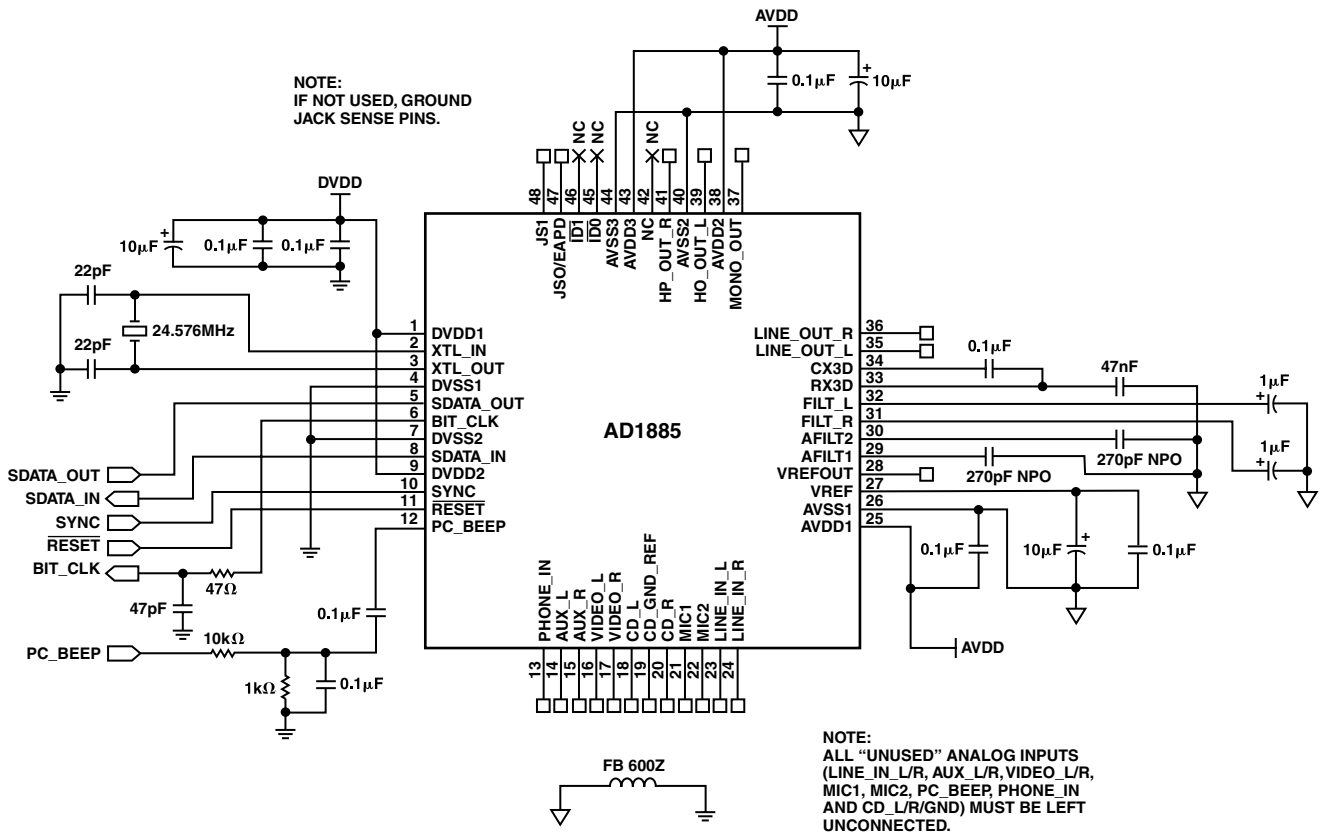 AVDD
0.1µF
10µF
NOTE:
IF NOT USED, GROUND
JACK SENSE PINS.
NC
NC
NC
48
47
46
45
44
43
42
41
40
39
38
37
JS1
JSO/EAPD
ID1
ID0
AVSS3
AVDD3
NC
HP_OUT_R
AVSS2
HO_OUT_L
AVDD2
MONO_OUT
DVDD
10µF
0.1µF
0.1µF
22pF
24.576MHz
22pF
1 DVDD1
2 XTL_IN
3 XTL_OUT
4 DVSS1
5 SDATA_OUT
6 BIT_CLK
7 DVSS2
8 SDATA_IN
9 DVDD2
10 SYNC
11 RESET
12 PC_BEEP
AD1885
LINE_OUT_R 36
LINE_OUT_L 35
CX3D 34
RX3D 33
FILT_L 32
FILT_R 31
AFILT2 30
AFILT1 29
VREFOUT 28
VREF 27
AVSS1 26
AVDD1 25
0.1µF
47nF
1µF
1µF
270pF NPO
270pF NPO
0.1µF
10µF
0.1µF
AVDD
SDATA_OUT
SDATA_IN
SYNC
RESET
BIT_CLK
47Ω
47pF
0.1µF
PC_BEEP
10kΩ
1kΩ
0.1µF
PHONE_IN
AUX_L
AUX_R
VIDEO_L
VIDEO_R
CD_L
CD_GND_REF
CD_R
MIC1
MIC2
LINE_IN_L
LINE_IN_R
13
14
15
16
17
18
19
20
21
22
23
24
FB 600Z
NOTE:
ALL “UNUSED” ANALOG INPUTS
(LINE_IN_L/R, AUX_L/R, VIDEO_L/R,
MIC1, MIC2, PC_BEEP, PHONE_IN
AND CD_L/R/GND) MUST BE LEFT
UNCONNECTED.